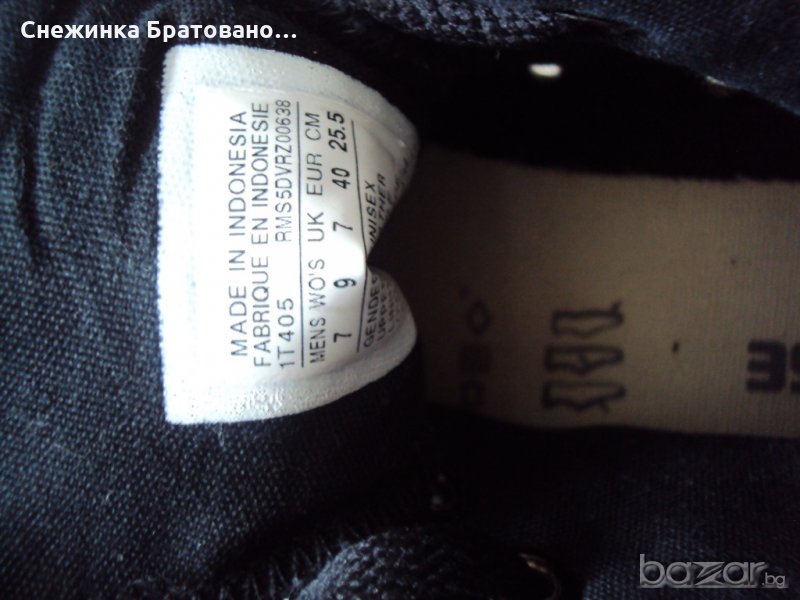 Снежинка Братовано...
MADE IN INDONESIA
FABRIQUE EN INDONESIE
1T405 RMS5DVRZ00638
MENS WO'S UK EUR CM
7 9 7 40 25.5
UNISEX
bazar.bg